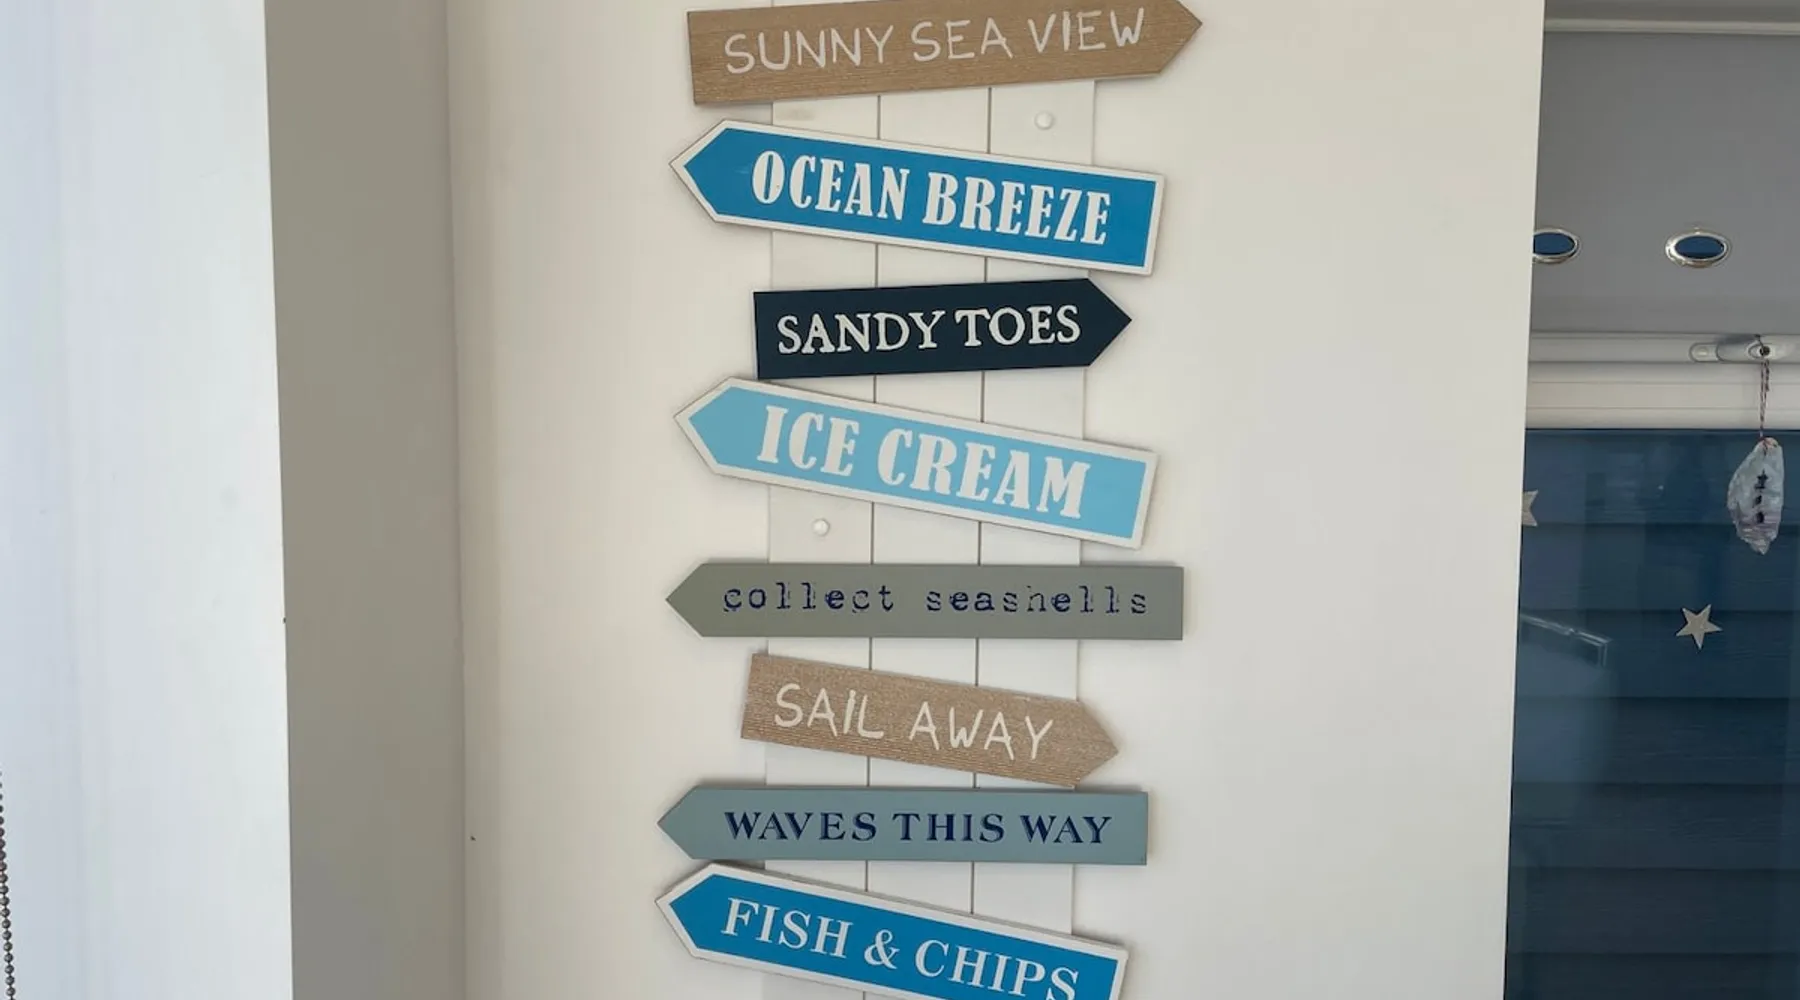 SUNNY SEA VIEW
OCEAN BREEZE
SANDY TOES
ICE CREAM
collect seashells
SAIL AWAY
WAVES THIS WAY
FISH & CHIPS